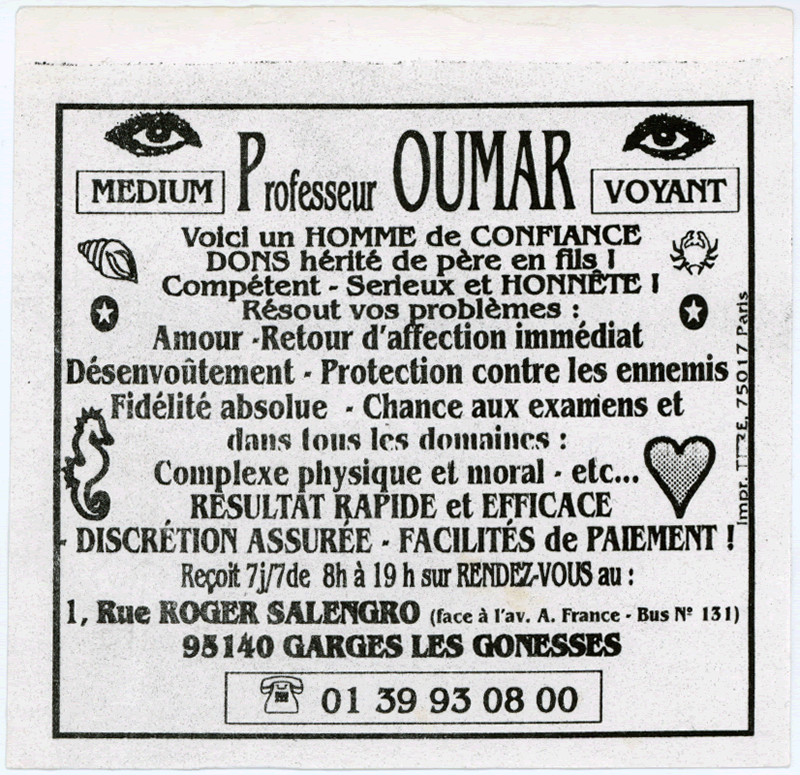 MEDIUM Professeur OUMAR VOYANT
Voici un HOMME de CONFIANCE
DONS hérité de père en fils !
Compétent - Serieux et HONNÊTE !
Résout vos problèmes :
Amour -Retour d'affection immédiat
Désenvoûtement - Protection contre les ennemis
Fidélité absolue - Chance aux examens et
dans tous les domaines :
Complexe physique et moral - etc...
RÉSULTAT RAPIDE et EFFICACE
- DISCRÉTION ASSURÉE - FACILITÉS de PAIEMENT !
Reçoit 7j/7de 8h à 19 h sur RENDEZ-VOUS au :
1, Rue ROGER SALENGRO (face à l'av. A. France - Bus N° 131)
95140 GARGES LES GONESSES
01 39 93 08 00
Impr. 75017 Paris